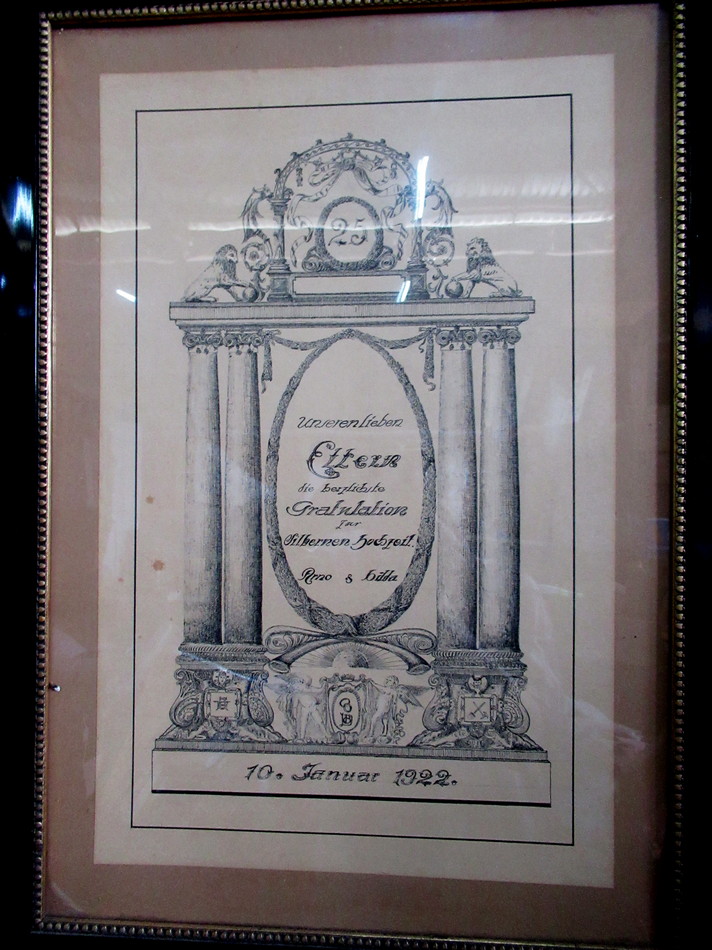 25
Unseren lieben
Eltern
die herzlichste
Gratulation
zur
Silbernen Hochzeit.
Arno & Hilda
10. Januar 1922.